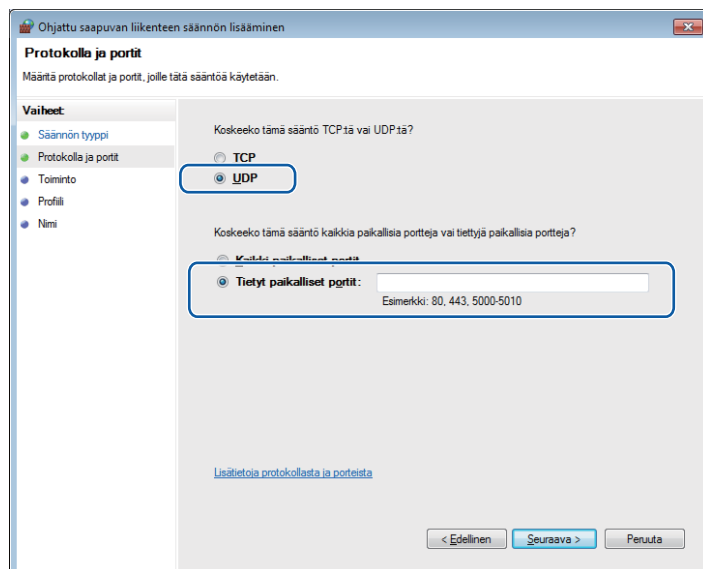 Ohjattu saapuvan liikenteen säännön lisääminen
Protokolla ja portit
Määritä protokollat ja portit, joille tätä sääntöä käytetään.
Vaiheet:
Säännön tyyppi
Protokolla ja portit
Toiminto
Profiili
Nimi
Koskeeko tämä sääntö TCP:tä vai UDP:tä?
TCP
UDP
Koskeeko tämä sääntö kaikkia paikallisia portteja vai tiettyjä paikallisia portteja?
Kaikki paikalliset portit
Tietyt paikalliset portit:
Esimerkki: 80, 443, 5000-5010
Lisätietoja protokollasta ja porteista
< Edellinen
Seuraava >
Peruuta